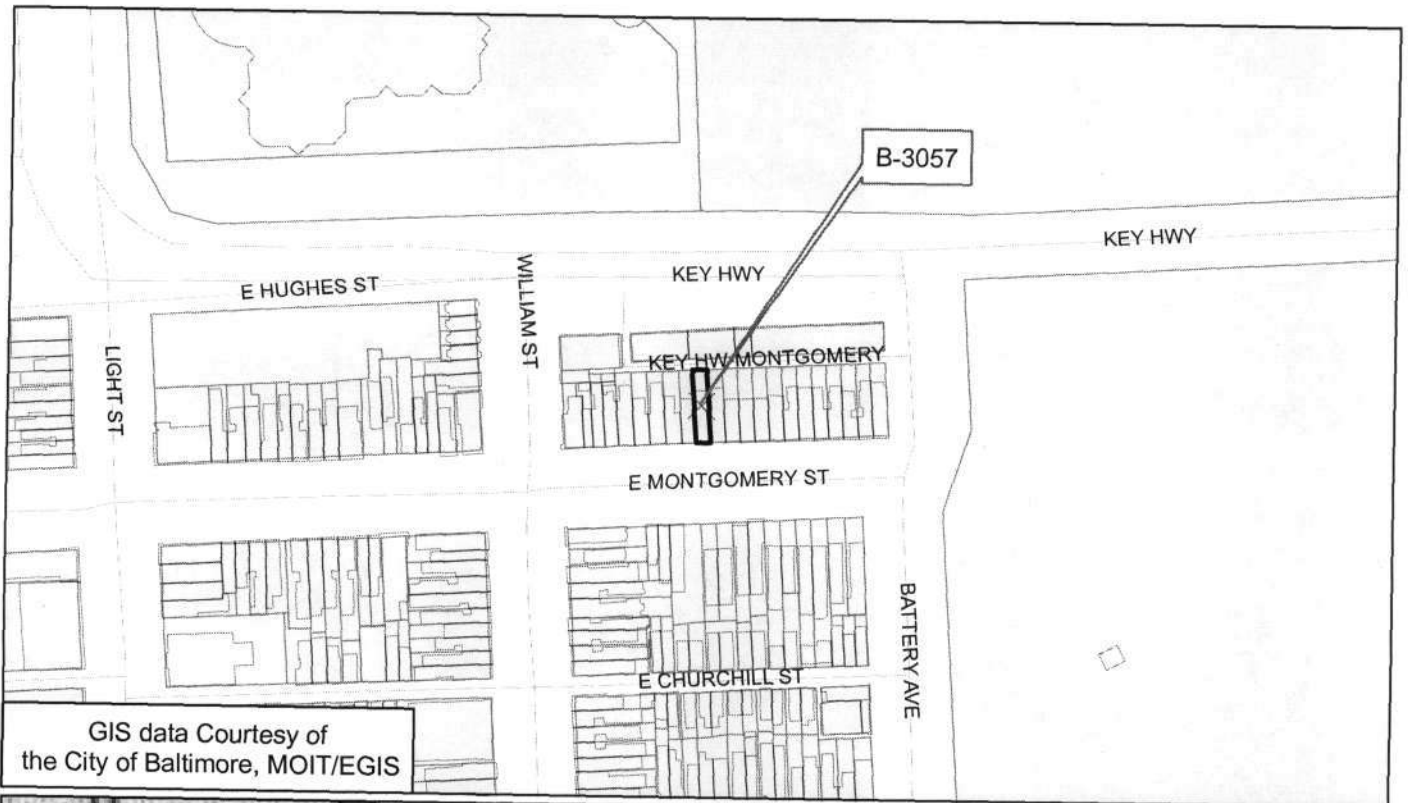 B-3057
KEY HWY
KEY HWY
E HUGHES ST
WILLIAM ST
LIGHT ST
KEY HW-MONTGOMERY
E MONTGOMERY ST
BATTERY AVE
E CHURCHILL ST
GIS data Courtesy of
the City of Baltimore, MOIT/EGIS